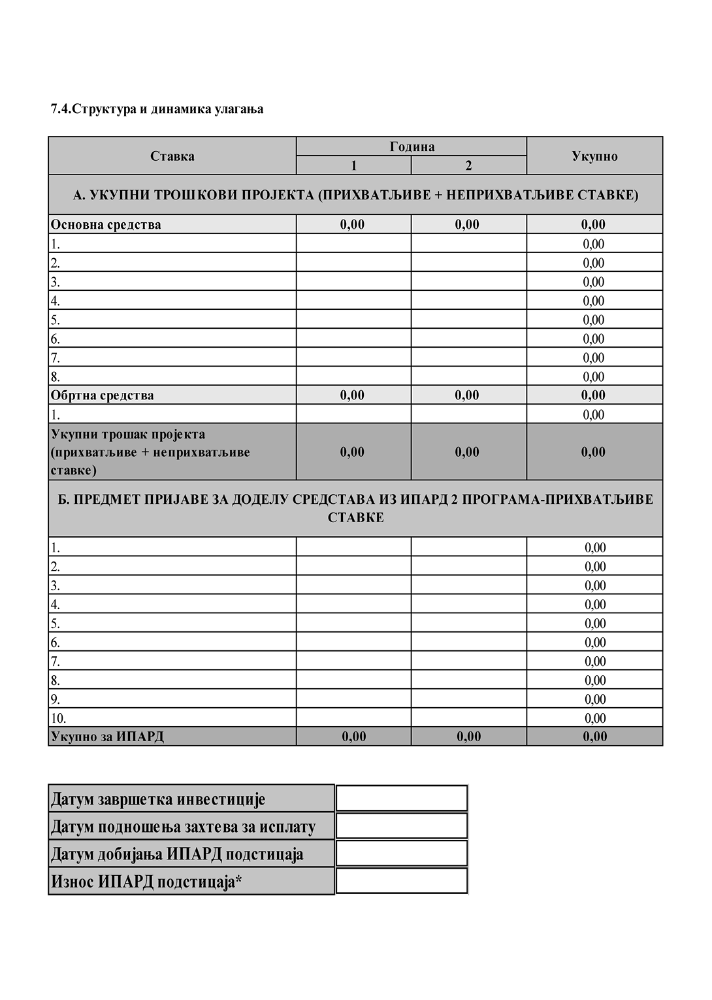 7.4.Структура и динамика улагања
Ставка Година Укупно
1 2
А. УКУПНИ ТРОШКОВИ ПРОЈЕКТА (ПРИХВАТЉИВЕ + НЕПРИХВАТЉИВЕ СТАВКЕ)
Основна средства 0,00 0,00 0,00
1. 0,00
2. 0,00
3. 0,00
4. 0,00
5. 0,00
6. 0,00
7. 0,00
8. 0,00
Обртна средства 0,00 0,00 0,00
1. 0,00
Укупни трошак пројекта
(прихватљиве + неприхватљиве
ставке)
0,00 0,00 0,00
Б. ПРЕДМЕТ ПРИЈАВЕ ЗА ДОДЕЛУ СРЕДСТАВА ИЗ ИПАРД 2 ПРОГРАМА-ПРИХВАТЉИВЕ
СТАВКЕ
1. 0,00
2. 0,00
3. 0,00
4. 0,00
5. 0,00
6. 0,00
7. 0,00
8. 0,00
9. 0,00
10. 0,00
Укупно за ИПАРД 0,00 0,00 0,00
Датум завршетка инвестиције
Датум подношења захтева за исплату
Датум добијања ИПАРД подстицаја
Износ ИПАРД подстицаја*